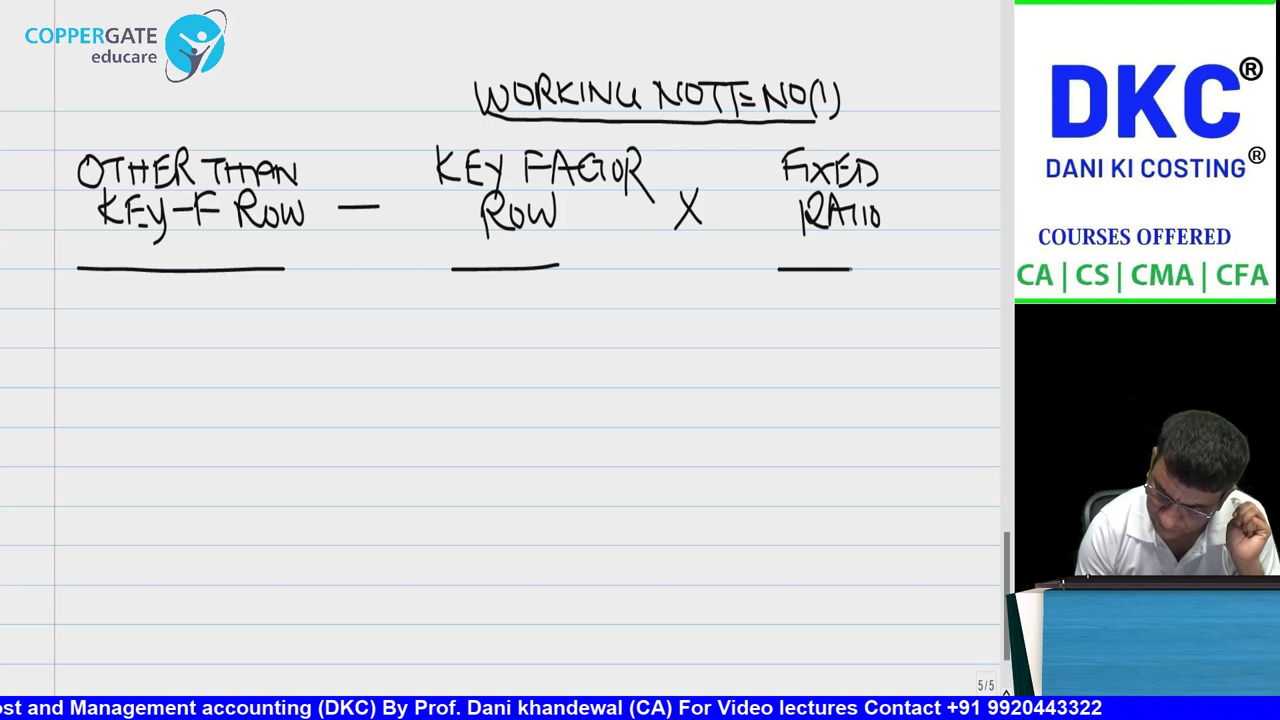 COPPERGATE
educare
WORKING NOTE NO(1)
OTHER THAN
KEY-F ROW —
KEY FACTOR
ROW X
FIXED
RATIO
DKC®
DANI KI COSTING®
COURSES OFFERED
CA | CS | CMA | CFA
5/5
ost and Management accounting (DKC) By Prof. Dani khandewal (CA) For Video lectures Contact +91 9920443322